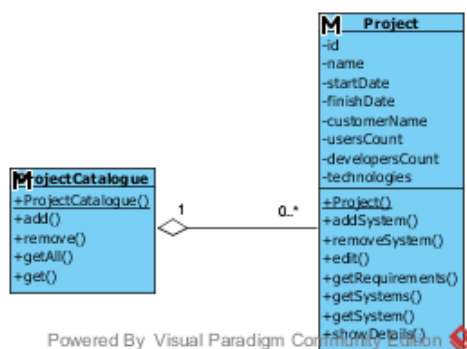 M Project
-id
-name
-startDate
-finishDate
-customerName
-usersCount
-developersCount
-technologies
+Project()
+addSystem()
+removeSystem()
+edit()
+getRequirements()
+getSystems()
+getSystem()
+showDetails()
M ProjectCatalogue
+ProjectCatalogue()
+add()
+remove()
+getAll()
+get()
1
0..*
Powered By Visual Paradigm Community Edition